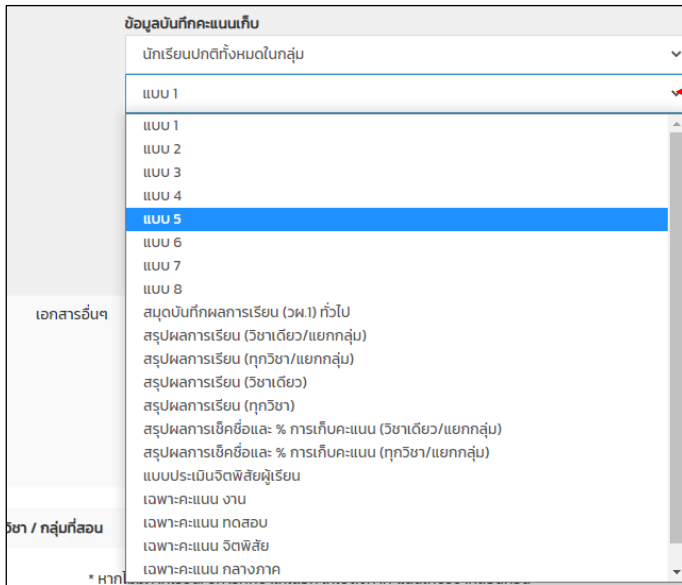 ข้อมูลบันทึกคะแนนเก็บ
นักเรียนปกติทั้งหมดในกลุ่ม
แบบ 1
แบบ 1
แบบ 2
แบบ 3
แบบ 4
แบบ 5
แบบ 6
แบบ 7
แบบ 8
เอกสารอื่นๆ
สมุดบันทึกผลการเรียน (วผ.1) ทั่วไป
สรุปผลการเรียน (วิชาเดียว/แยกกลุ่ม)
สรุปผลการเรียน (ทุกวิชา/แยกกลุ่ม)
สรุปผลการเรียน (วิชาเดียว)
สรุปผลการเรียน (ทุกวิชา)
สรุปผลการเช็คชื่อและ % การเก็บคะแนน (วิชาเดียว/แยกกลุ่ม)
สรุปผลการเช็คชื่อและ % การเก็บคะแนน (ทุกวิชา/แยกกลุ่ม)
แบบประเมินจิตพิสัยผู้เรียน
เฉพาะคะแนน งาน
เฉพาะคะแนน ทดสอบ
วิชา / กลุ่มที่สอน
เฉพาะคะแนน จิตพิสัย
เฉพาะคะแนน กลางภาค
* หาก